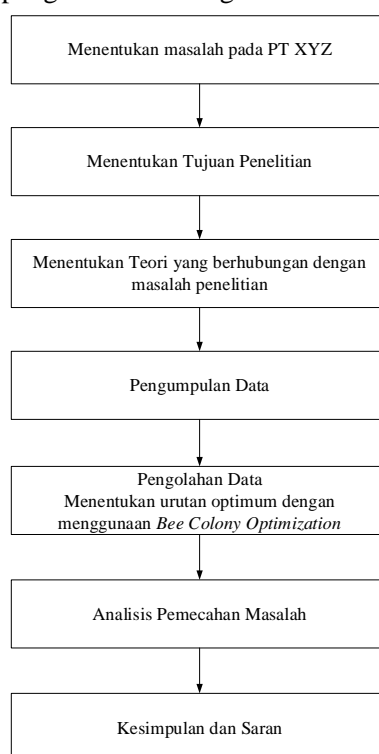 Menentukan masalah pada PT XYZ
Menentukan Tujuan Penelitian
Menentukan Teori yang berhubungan dengan
masalah penelitian
Pengumpulan Data
Pengolahan Data
Menentukan urutan optimum dengan
menggunaan Bee Colony Optimization
Analisis Pemecahan Masalah
Kesimpulan dan Saran